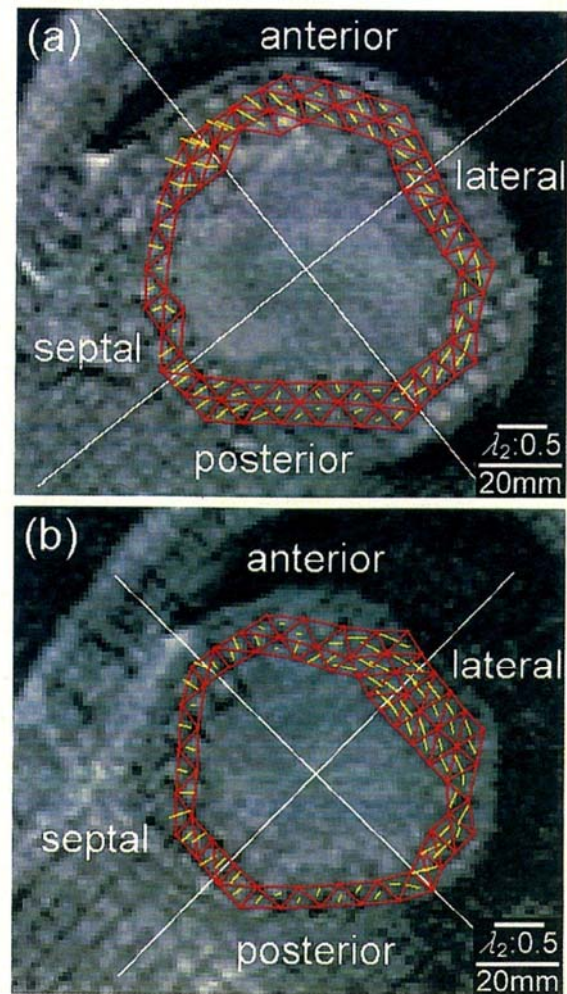 (a)
anterior
lateral
septal
posterior
λ₂:0.5
20mm
(b)
anterior
lateral
septal
posterior
λ₂:0.5
20mm